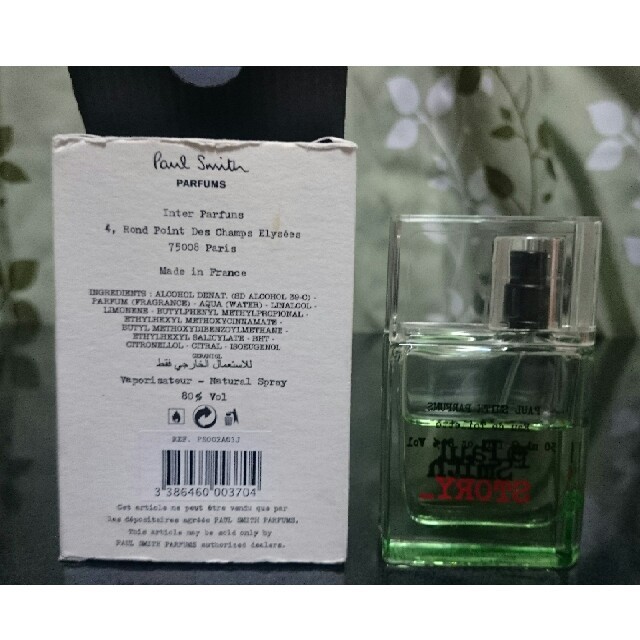 Paul Smith
PARFUMS
Inter Parfums
4, Rond Point Des Champs Elysées
75008 Paris
Made in France
INGREDIENTS : ALCOHOL DENAT. (SD ALCOHOL 39-C) -
PARFUM (FRAGRANCE) - AQUA (WATER) - LINALOOL -
LIMONENE - BUTYLPHENYL METHYLPROPIONAL -
ETHYLHEXYL METHOXYCINNAMATE -
BUTYL METHOXYDIBENZOYLMETHANE -
ETHYLHEXYL SALICYLATE - BHT -
CITRONELLOL - CITRAL - ISOEUGENOL
GERANIOL
للاستعمال الخارجي فقط
Vaporisateur - Natural Spray
80% Vol
3 386460 003704
Cet article ne peut être vendu que par
les dépositaires agréés PAUL SMITH PARFUMS.
This Article may be sold only by
PAUL SMITH PARFUMS authorized dealers.
PAUL SMITH PARFUMS
Paul
Smith
STORY